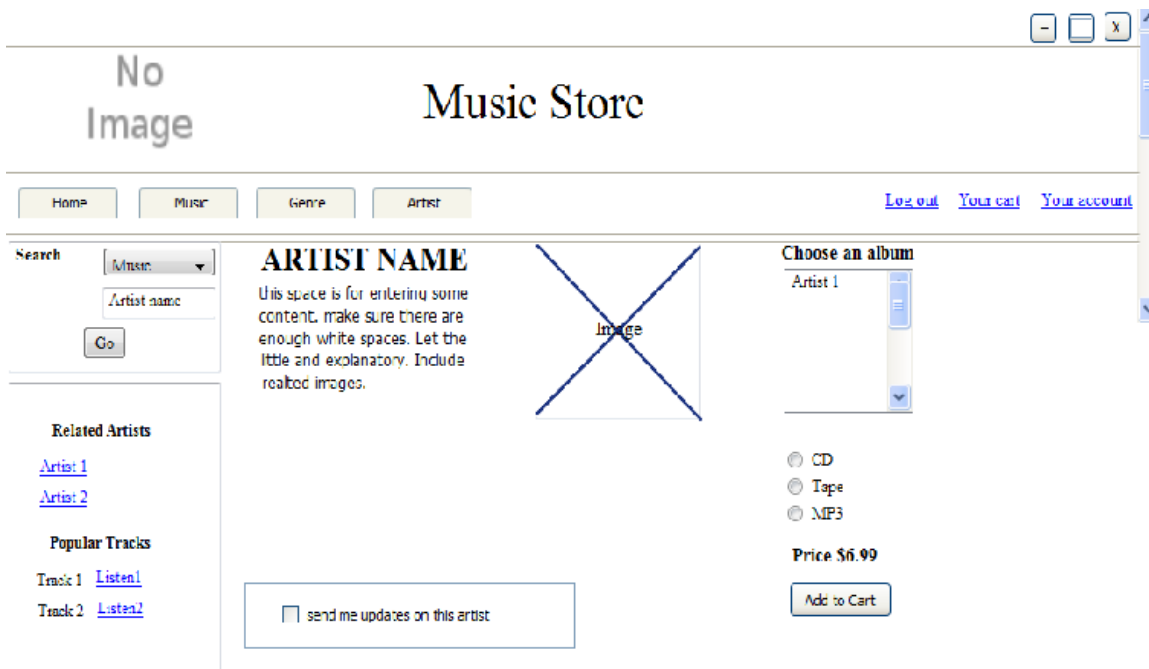 X
No
Image
Music Store
Home
Music
Genre
Artist
Log out
Your cart
Your account
Search
Music
Artist name
Go
ARTIST NAME
this space is for entering some
content. make sure there are
enough white spaces. Let the
little and explanatory. Include
realted images.
Image
Choose an album
Artist 1
Related Artists
Artist 1
Artist 2
Popular Tracks
Track 1 Listen1
Track 2 Listen2
CD
Tape
MP3
Price $6.99
Add to Cart
send me updates on this artist